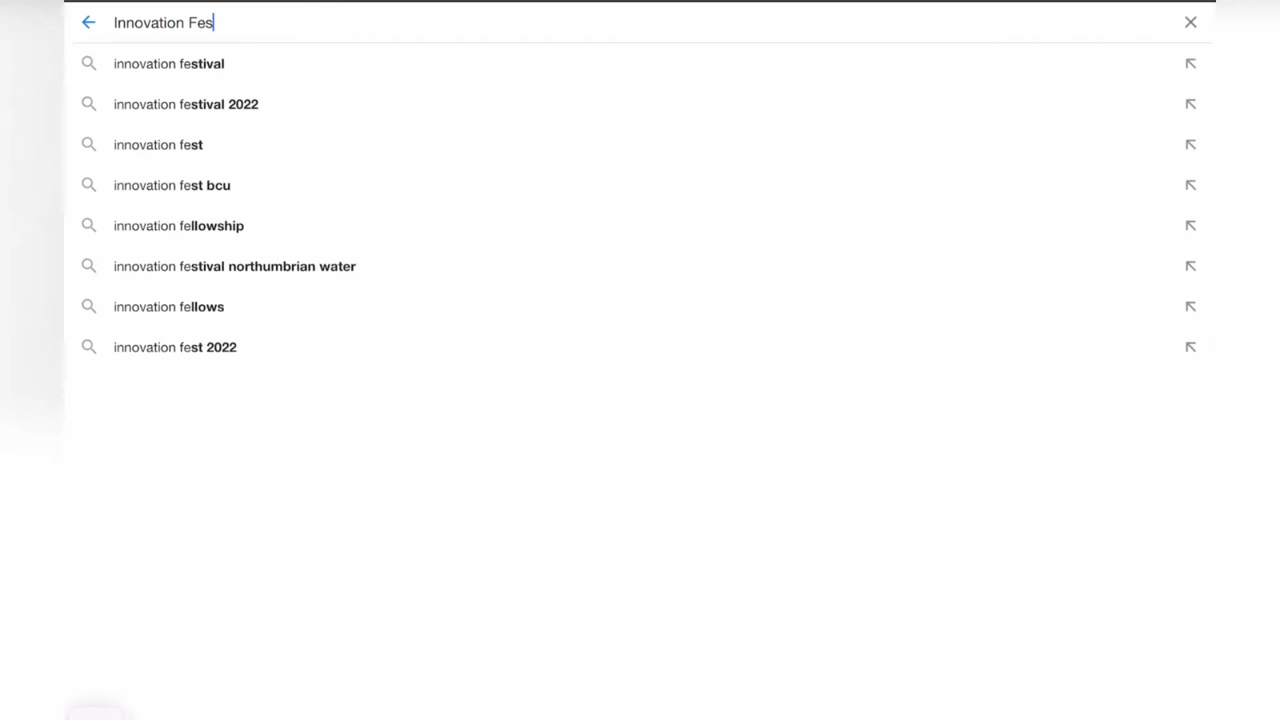 Innovation Fes
innovation festival
innovation festival 2022
innovation fest
innovation fest bcu
innovation fellowship
innovation festival northumbrian water
innovation fellows
innovation fest 2022